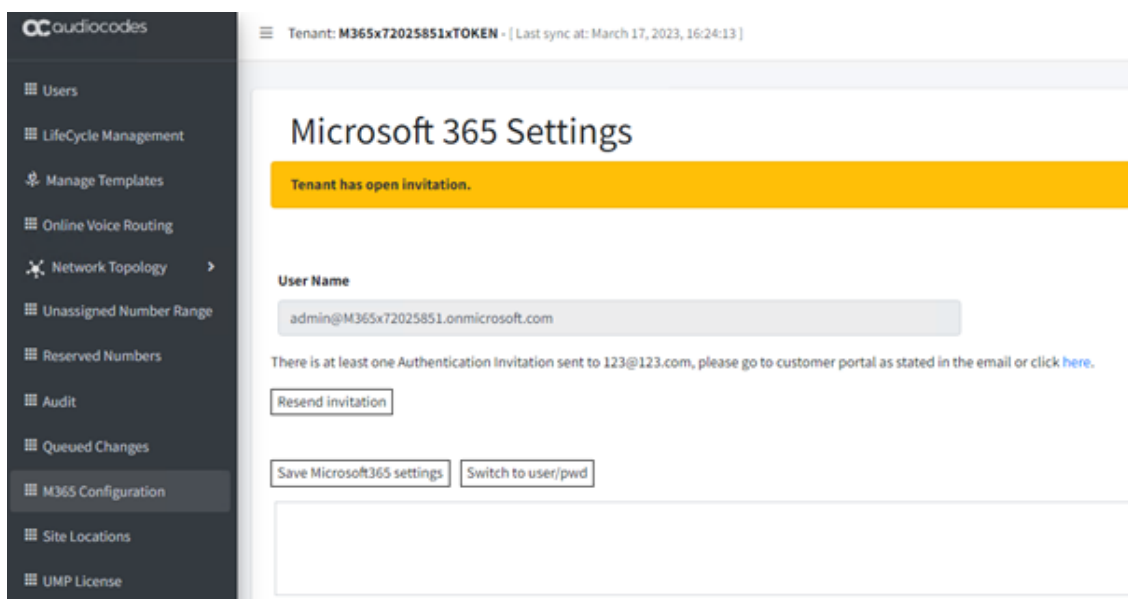 audiocodes
Tenant: M365x72025851xTOKEN - [ Last sync at: March 17, 2023, 16:24:13 ]
Users
LifeCycle Management
Manage Templates
Online Voice Routing
Network Topology
Unassigned Number Range
Reserved Numbers
Audit
Queued Changes
M365 Configuration
Site Locations
UMP License
Microsoft 365 Settings
Tenant has open invitation.
User Name
admin@M365x72025851.onmicrosoft.com
There is at least one Authentication Invitation sent to 123@123.com, please go to customer portal as stated in the email or click here.
Resend invitation
Save Microsoft365 settings Switch to user/pwd